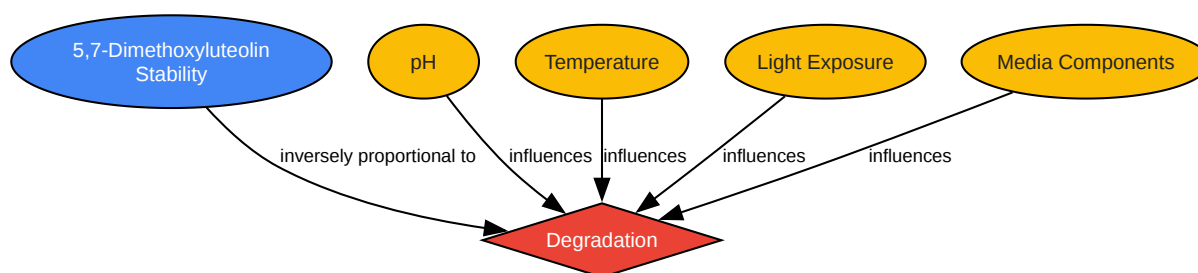 5,7-Dimethoxyluteolin
Stability
pH
Temperature
Light Exposure
Media Components
inversely proportional to
influences
influences
influences
influences
Degradation